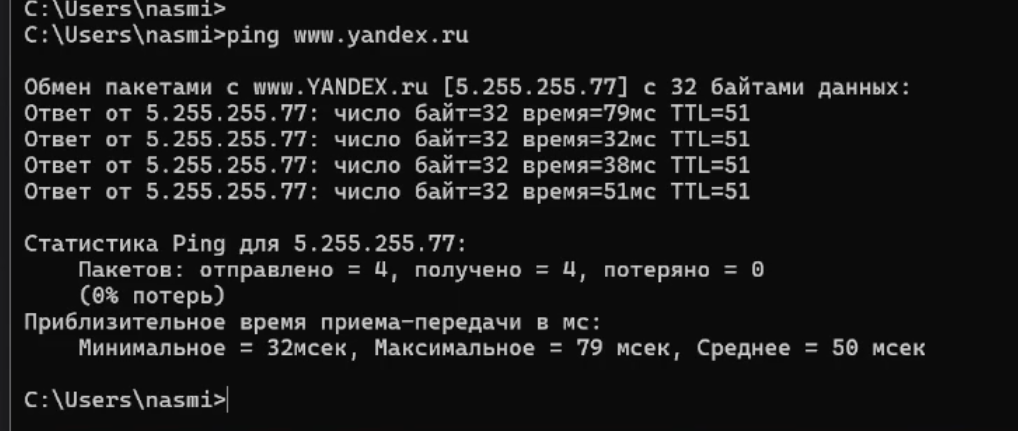 C:\Users\nasmi>
C:\Users\nasmi>ping www.yandex.ru
Обмен пакетами с www.YANDEX.ru [5.255.255.77] с 32 байтами данных:
Ответ от 5.255.255.77: число байт=32 время=79мс TTL=51
Ответ от 5.255.255.77: число байт=32 время=32мс TTL=51
Ответ от 5.255.255.77: число байт=32 время=38мс TTL=51
Ответ от 5.255.255.77: число байт=32 время=51мс TTL=51
Статистика Ping для 5.255.255.77:
    Пакетов: отправлено = 4, получено = 4, потеряно = 0
    (0% потерь)
Приблизительное время приема-передачи в мс:
    Минимальное = 32мсек, Максимальное = 79 мсек, Среднее = 50 мсек
C:\Users\nasmi>